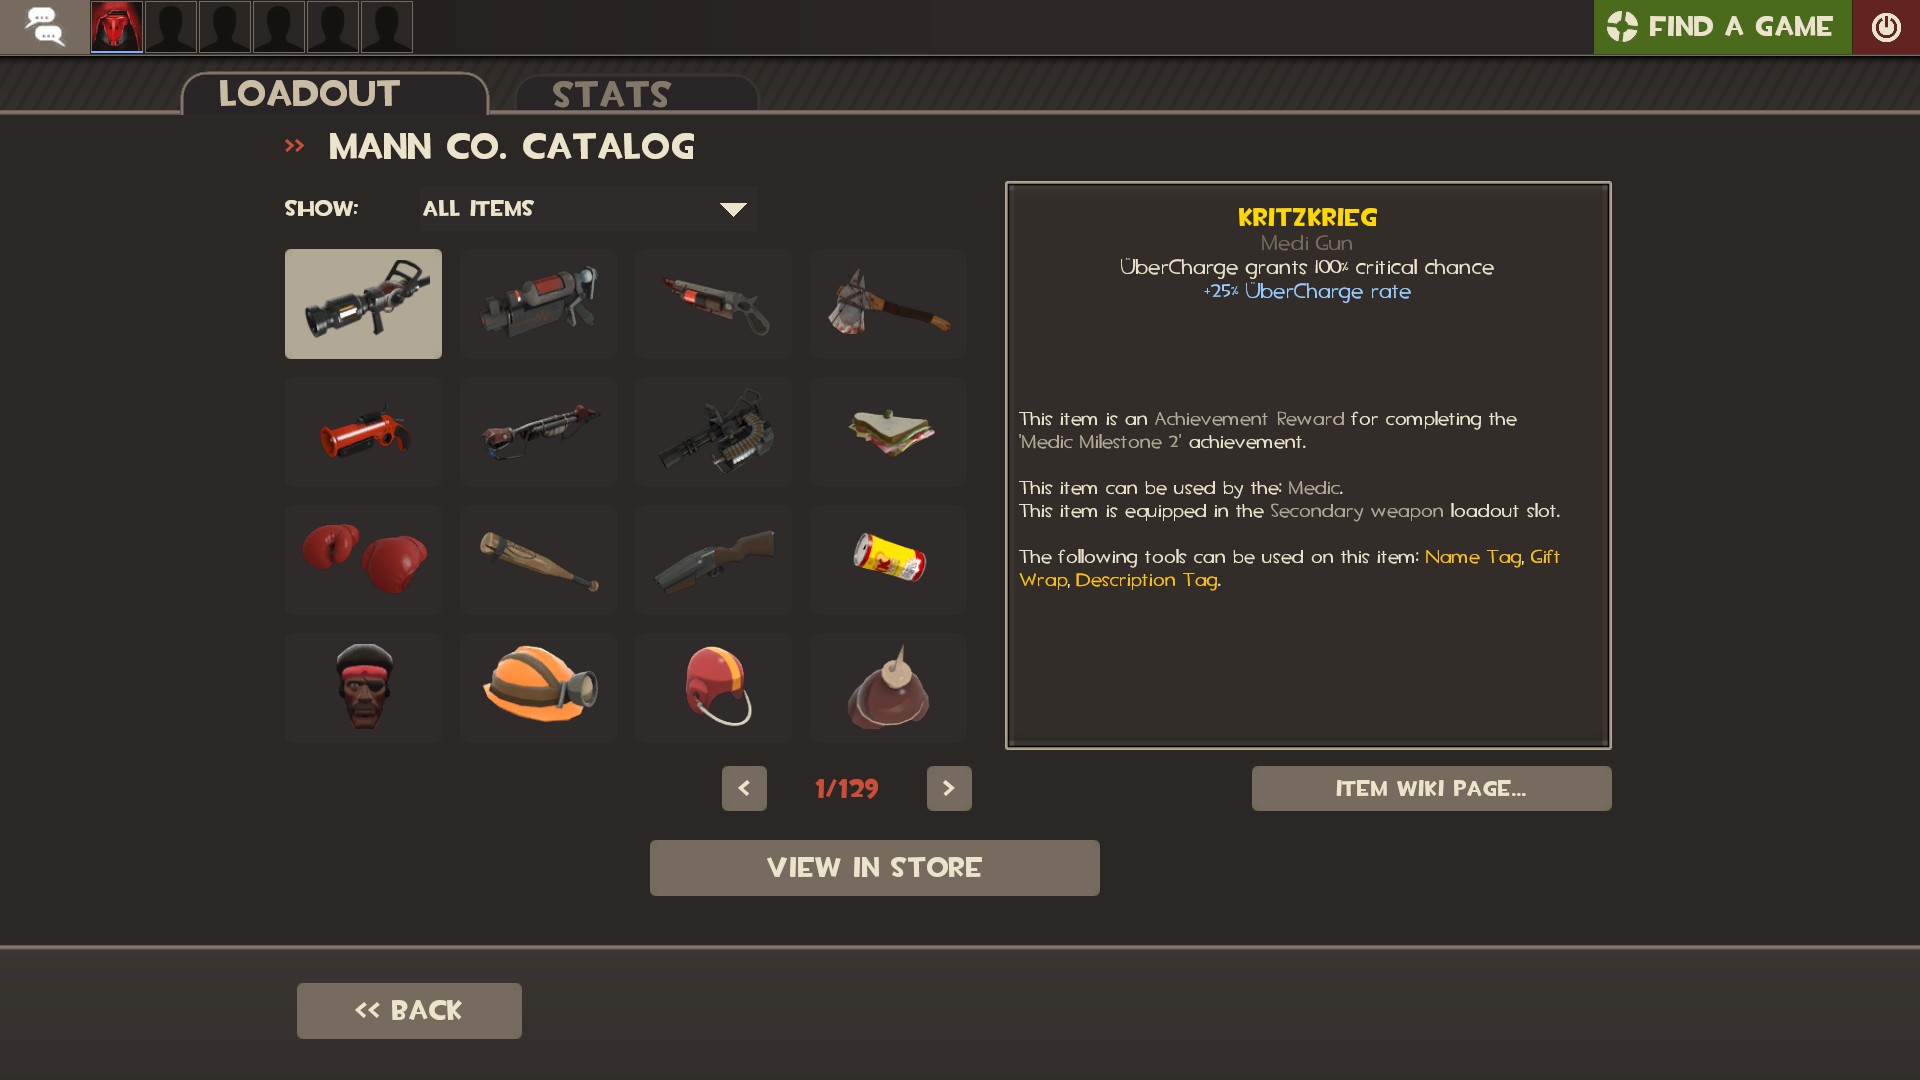 FIND A GAME
LOADOUT
STATS
>> MANN CO. CATALOG
SHOW:
ALL ITEMS
KRITZKRIEG
Medi Gun
ÜberCharge grants 100% critical chance
+25% ÜberCharge rate
This item is an Achievement Reward for completing the
'Medic Milestone 2' achievement.
This item can be used by the: Medic.
This item is equipped in the Secondary weapon loadout slot.
The following tools can be used on this item: Name Tag, Gift
Wrap, Description Tag.
<
1/129
>
ITEM WIKI PAGE...
VIEW IN STORE
<< BACK